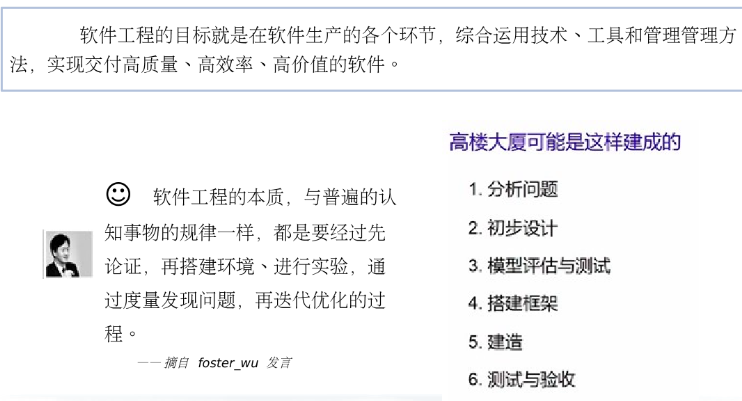 软件工程的目标就是在软件生产的各个环节，综合运用技术、工具和管理管理方
法，实现交付高质量、高效率、高价值的软件。
软件工程的本质，与普遍的认
知事物的规律一样，都是要经过先
论证，再搭建环境、进行实验，通
过度量发现问题，再迭代优化的过
程。
—— 摘自 foster_wu 发言
高楼大厦可能是这样建成的
1. 分析问题
2. 初步设计
3. 模型评估与测试
4. 搭建框架
5. 建造
6. 测试与验收